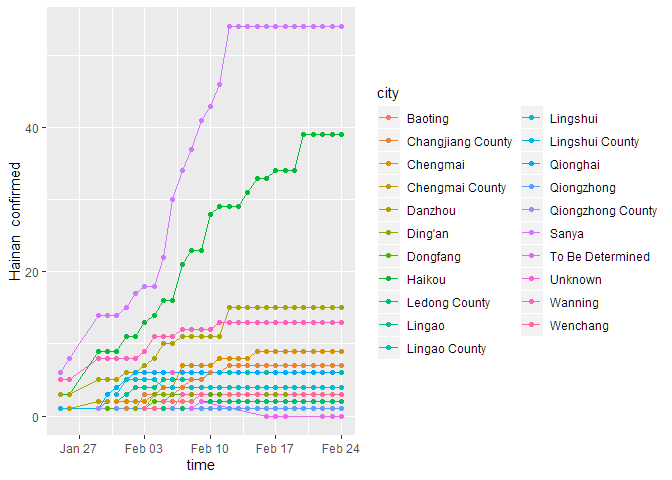 Hainan confirmed
40
20
0
Jan 27
Feb 03
Feb 10
Feb 17
Feb 24
time
city
Baoting
Changjiang County
Chengmai
Chengmai County
Danzhou
Ding'an
Dongfang
Haikou
Ledong County
Lingao
Lingao County
Lingshui
Lingshui County
Qionghai
Qiongzhong
Qiongzhong County
Sanya
To Be Determined
Unknown
Wanning
Wenchang